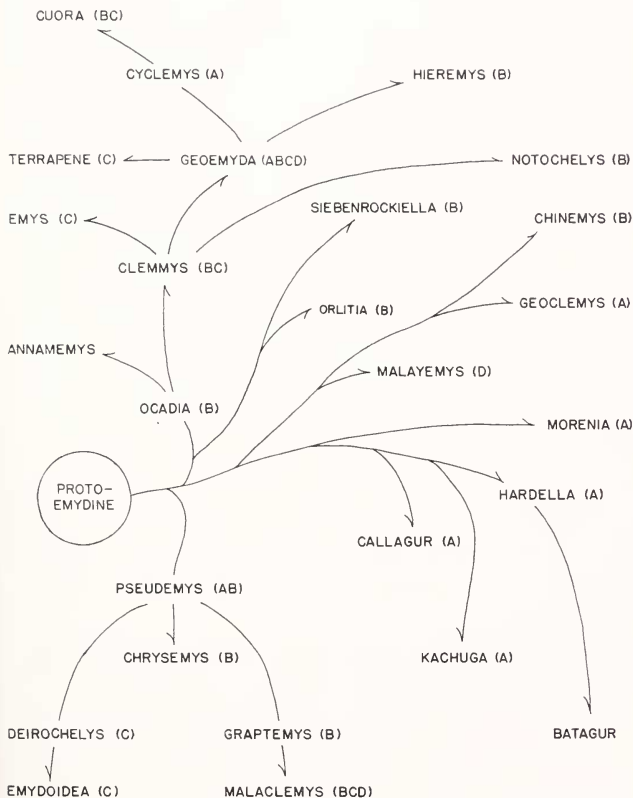 CUORA (BC)
CYCLEMYS (A)
HIEREMYS (B)
TERRAPENE (C)
GEOEMYDA (ABCD)
NOTOCHELYS (B)
EMYS (C)
SIEBENROCKIELLA (B)
CHINEMYS (B)
CLEMMYS (BC)
ORLITIA (B)
GEOCLEMYS (A)
ANNAMEMYS
MALAYEMYS (D)
OCADIA (B)
MORENIA (A)
PROTO-
EMYDINE
HARDELLA (A)
CALLAGUR (A)
PSEUDEMYS (AB)
CHRYSEMYS (B)
KACHUGA (A)
DEIROCHELYS (C)
GRAPTEMYS (B)
BATAGUR
EMYDOIDEA (C)
MALACLEMYS (BCD)